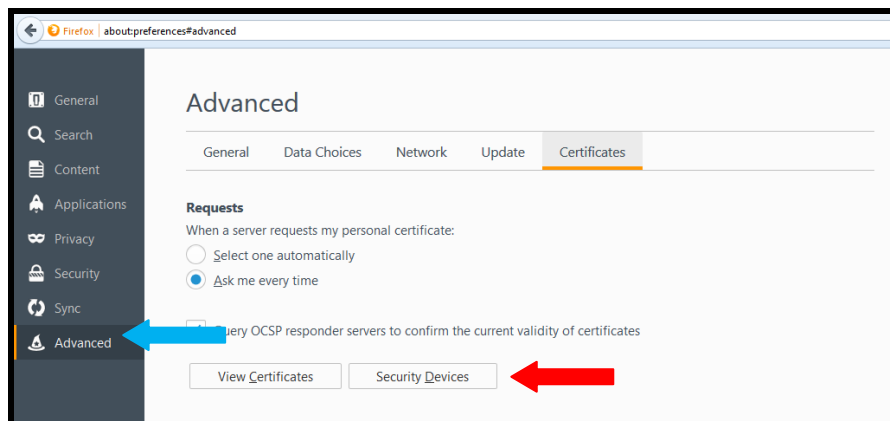 Firefox about:preferences#advanced
General
Search
Content
Applications
Privacy
Security
Sync
Advanced
Advanced
General Data Choices Network Update Certificates
Requests
When a server requests my personal certificate:
Select one automatically
Ask me every time
Query OCSP responder servers to confirm the current validity of certificates
View Certificates Security Devices